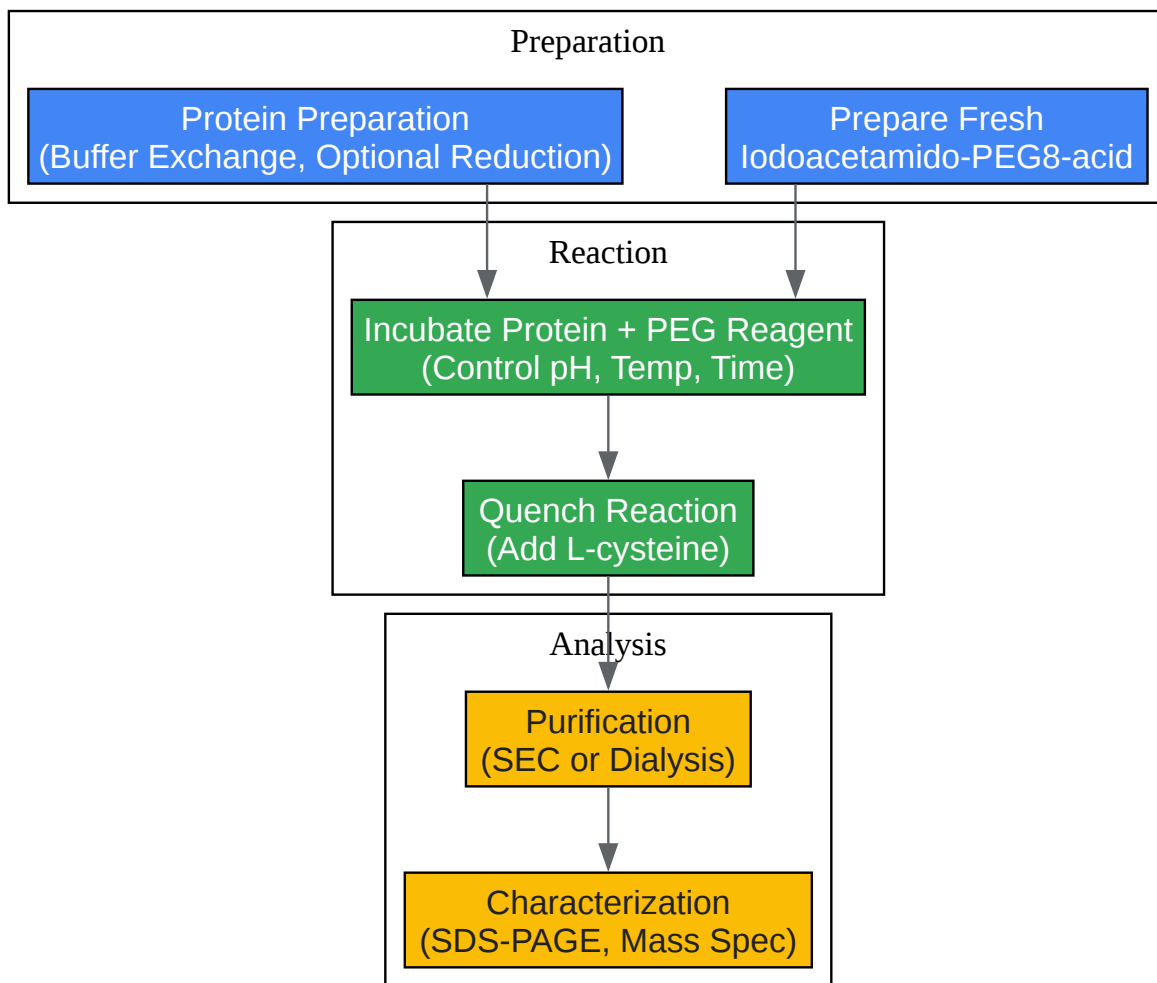 Preparation
Protein Preparation
(Buffer Exchange, Optional Reduction)
Prepare Fresh
Iodoacetamido-PEG8-acid
Reaction
Incubate Protein + PEG Reagent
(Control pH, Temp, Time)
Quench Reaction
(Add L-cysteine)
Analysis
Purification
(SEC or Dialysis)
Characterization
(SDS-PAGE, Mass Spec)